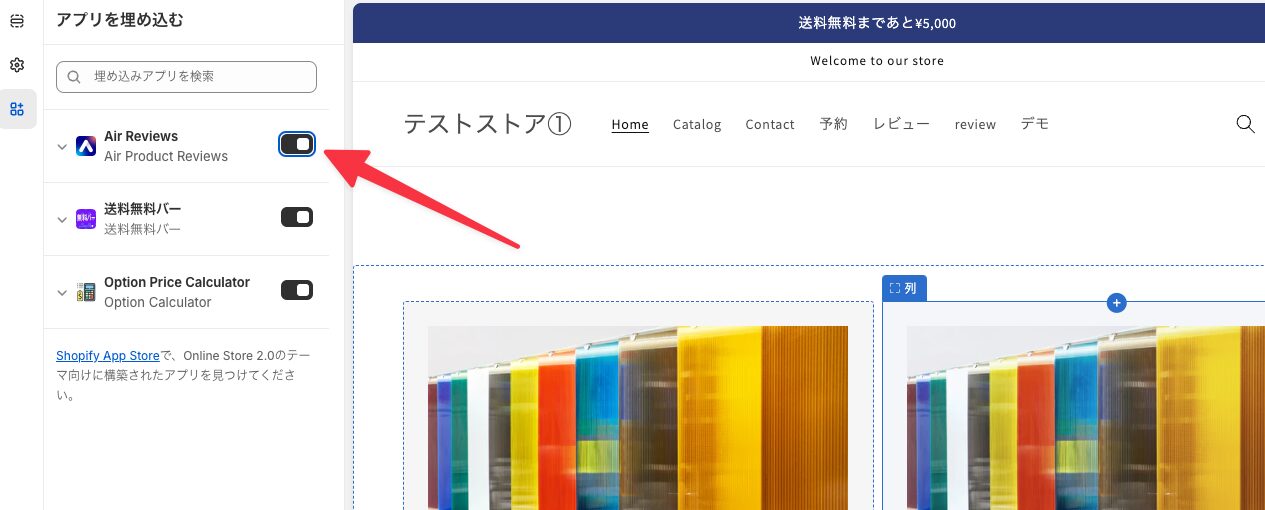 アプリを埋め込む
埋め込みアプリを検索
Air Reviews
Air Product Reviews
送料無料バー
送料無料バー
Option Price Calculator
Option Calculator
Shopify App Storeで、Online Store 2.0のテー
マ向けに構築されたアプリを見つけてくださ
い。
送料無料まであと¥5,000
Welcome to our store
テストストア①
Home Catalog Contact 予約 レビュー review デモ
列